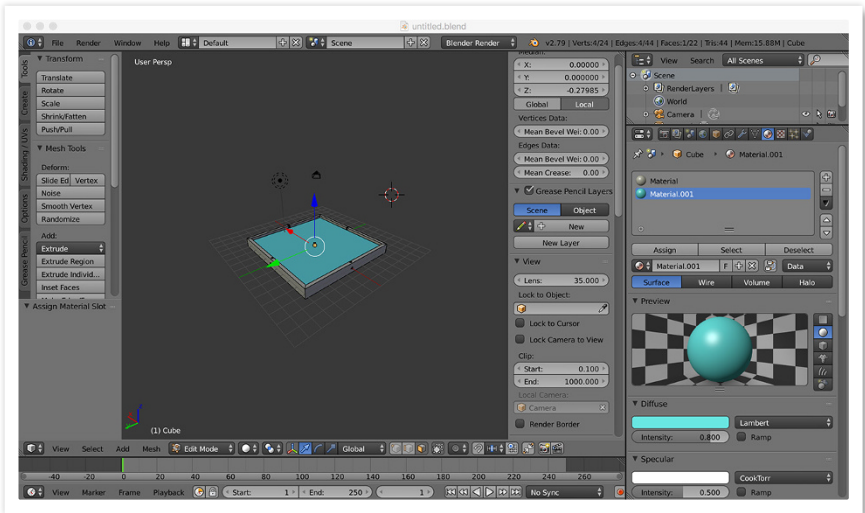 untitled.blend
File Render Window Help Default Scene Blender Render v2.79 | Verts:4/24 | Edges:4/44 | Faces:1/22 | Tris:44 | Mem:15.88M | Cube
Tools
Create
Shading / UVs
Options
Grease Pencil
Transform
Translate
Rotate
Scale
Shrink/Fatten
Push/Pull
Mesh Tools
Deform:
Slide Ed Vertex
Noise
Smooth Vertex
Randomize
Add:
Extrude
Extrude Region
Extrude Individ...
Inset Faces
Assign Material Slot
User Persp
(1) Cube
Median:
X: 0.00000
Y: 0.00000
Z: -0.27985
Global Local
Vertices Data:
Mean Bevel Wei: 0.00
Edges Data:
Mean Bevel Wei: 0.00
Mean Crease: 0.00
Grease Pencil Layers
Scene Object
New
New Layer
View
Lens: 35.000
Lock to Object:
Lock to Cursor
Lock Camera to View
Clip:
Start: 0.100
End: 1000.000
Local Camera:
Camera
Render Border
View Search All Scenes
Scene
RenderLayers
World
Camera
Cube Material.001
Material
Material.001
Assign Select Deselect
Material.001 F Data
Surface Wire Volume Halo
Preview
Diffuse
Lambert
Intensity: 0.800 Ramp
Specular
CookTorr
Intensity: 0.500 Ramp
View Select Add Mesh Edit Mode Global
-40 -20 0 20 40 60 80 100 120 140 160 180 200 220 240 260
View Marker Frame Playback Start: 1 End: 250 1 No Sync